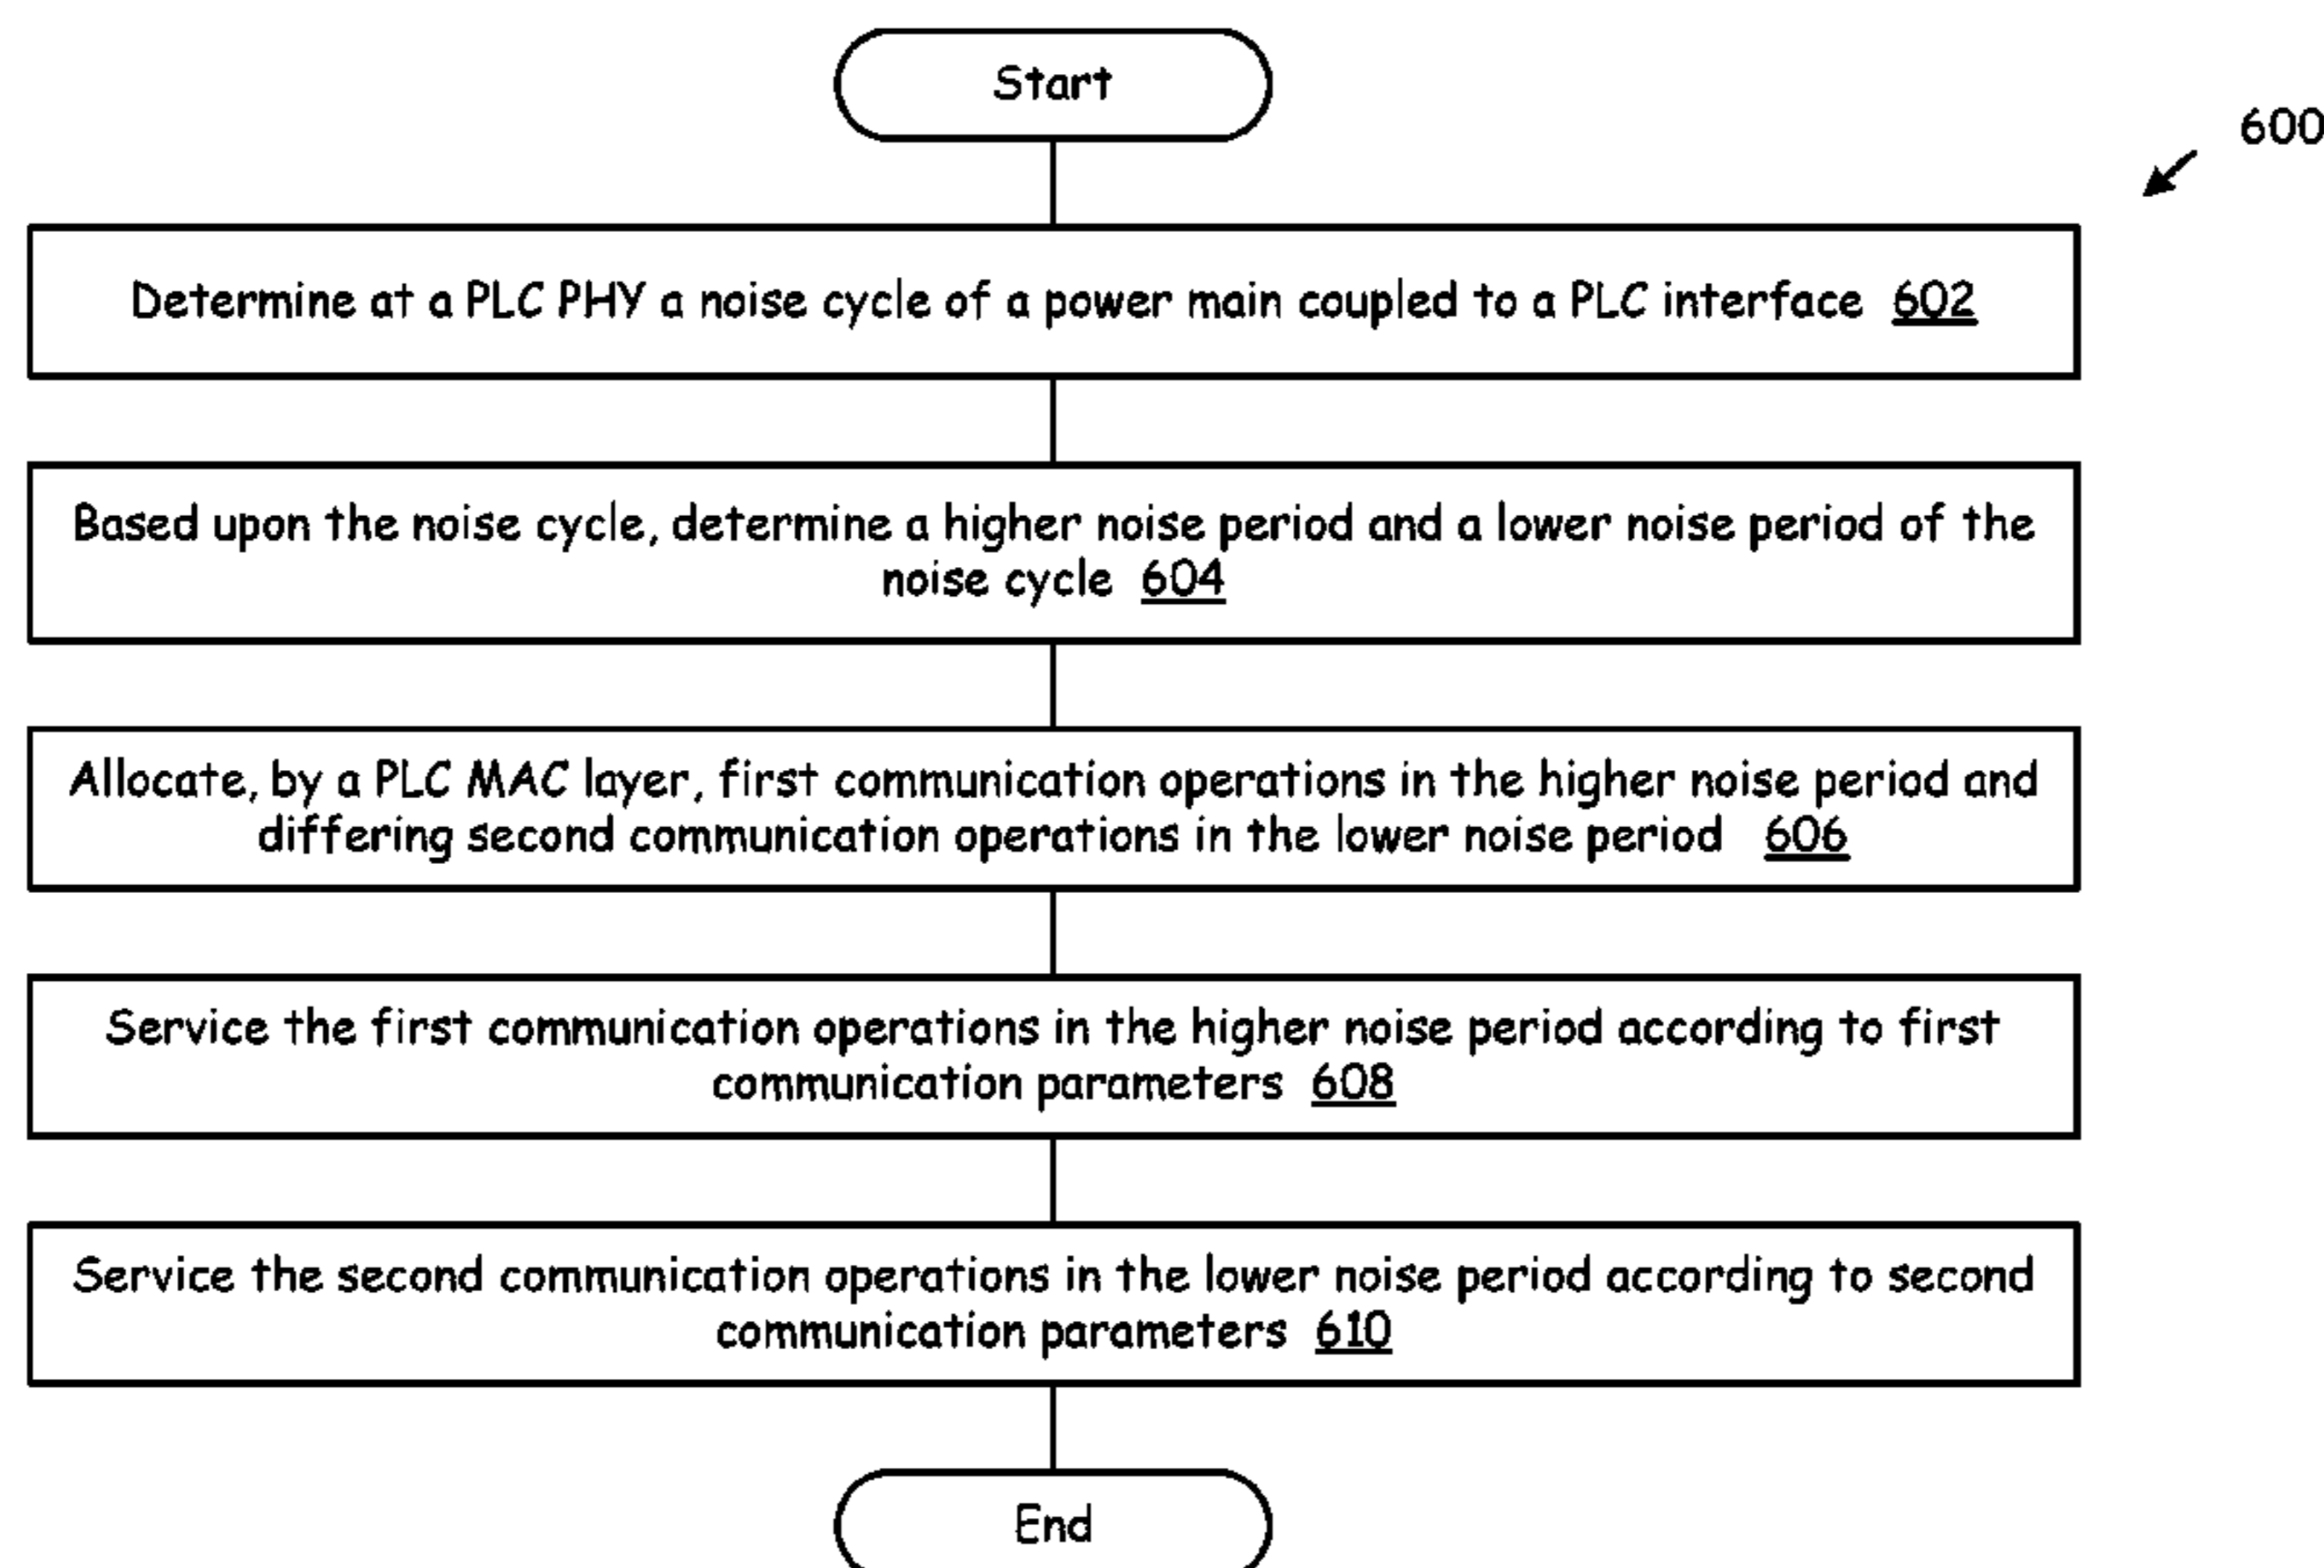 Start
600
Determine at a PLC PHY a noise cycle of a power main coupled to a PLC interface 602
Based upon the noise cycle, determine a higher noise period and a lower noise period of the
noise cycle 604
Allocate, by a PLC MAC layer, first communication operations in the higher noise period and
differing second communication operations in the lower noise period 606
Service the first communication operations in the higher noise period according to first
communication parameters 608
Service the second communication operations in the lower noise period according to second
communication parameters 610
End